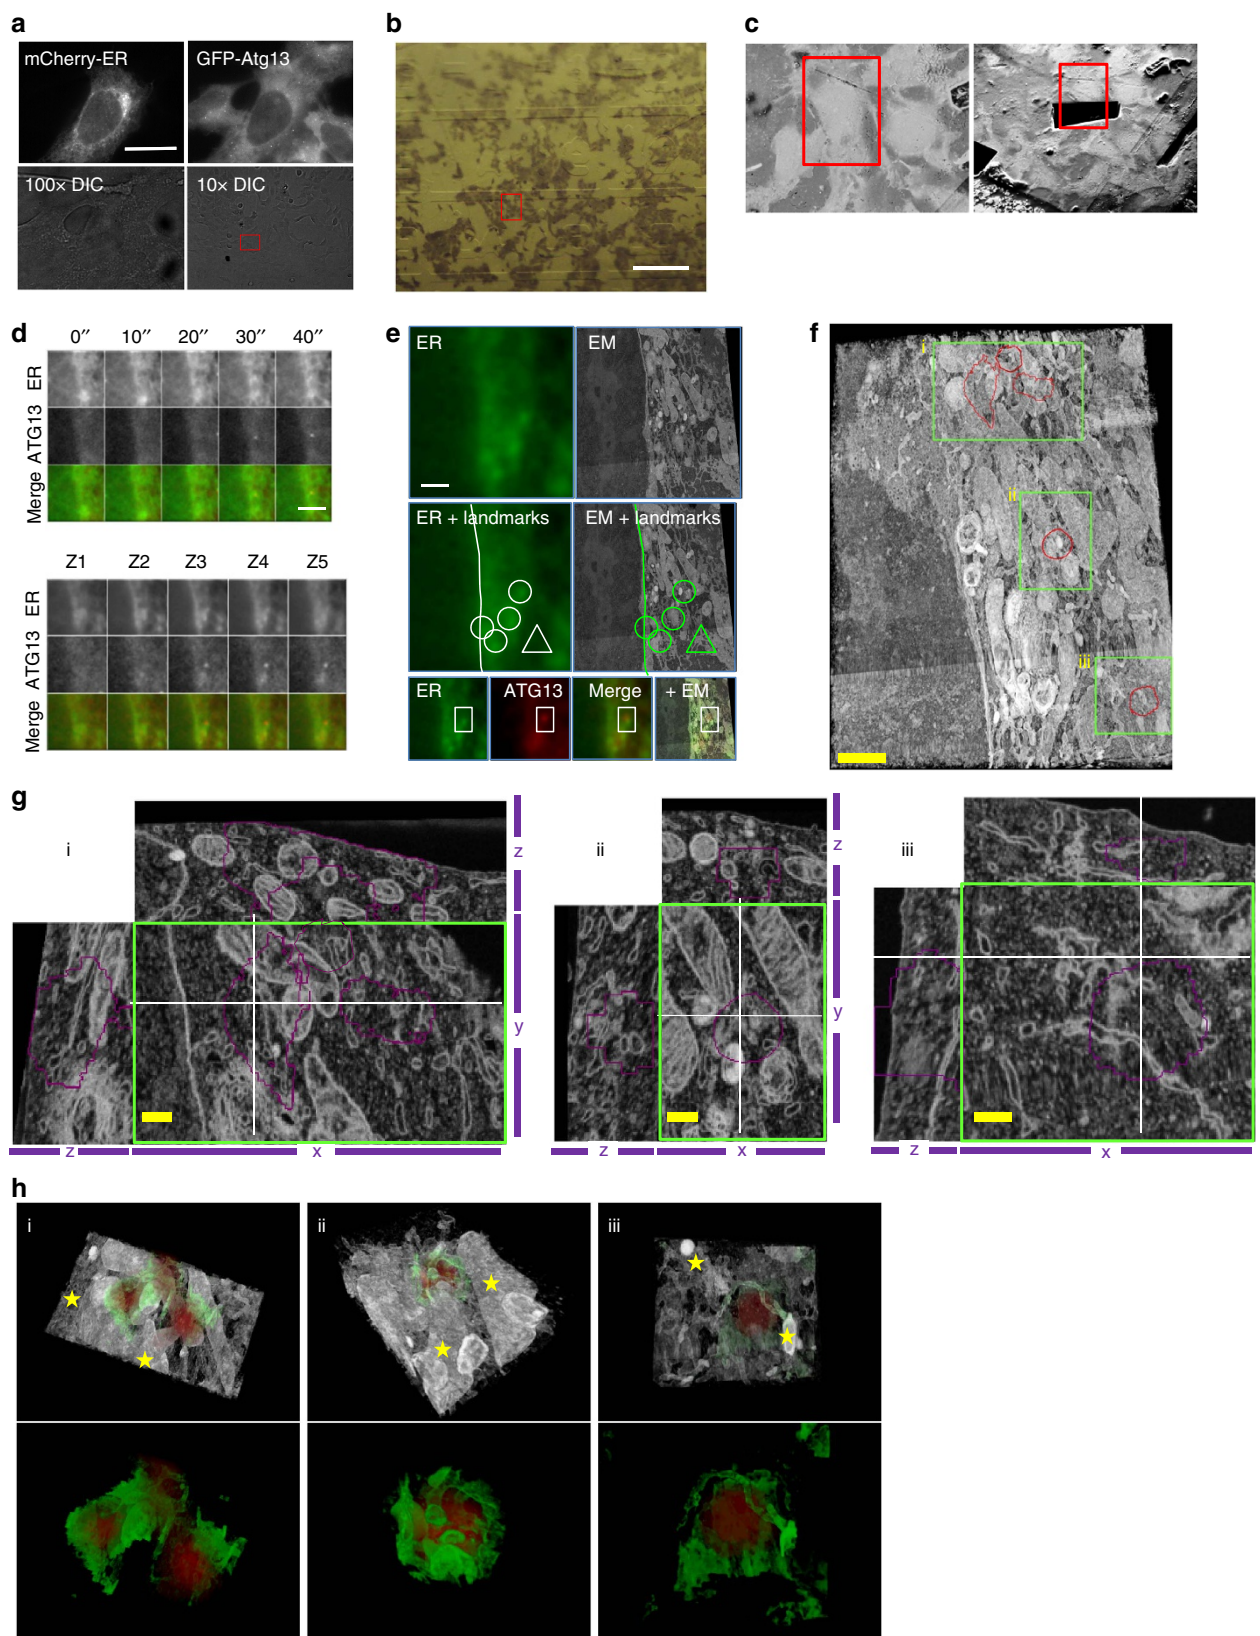 a
mCherry-ER
GFP-Atg13
100× DIC
10× DIC
b
c
d
0″ 10″ 20″ 30″ 40″
ER
ATG13
Merge
Z1 Z2 Z3 Z4 Z5
ER
ATG13
Merge
e
ER
EM
ER + landmarks
EM + landmarks
ER
ATG13
Merge
+ EM
f
i
ii
iii
g
i
z
y
z
x
ii
z
y
z
x
iii
z
x
h
i
ii
iii